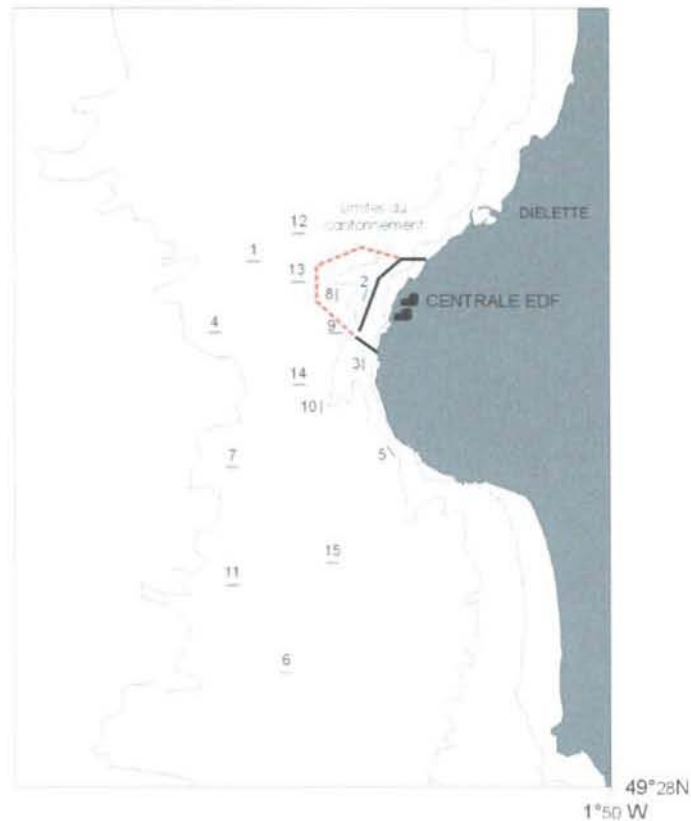 Limites du
cantonnement
12
DIELETTE
1
13
2
8
CENTRALE EDF
4
9
3
14
10
7
5
15
11
6
49°28N
1°50 W